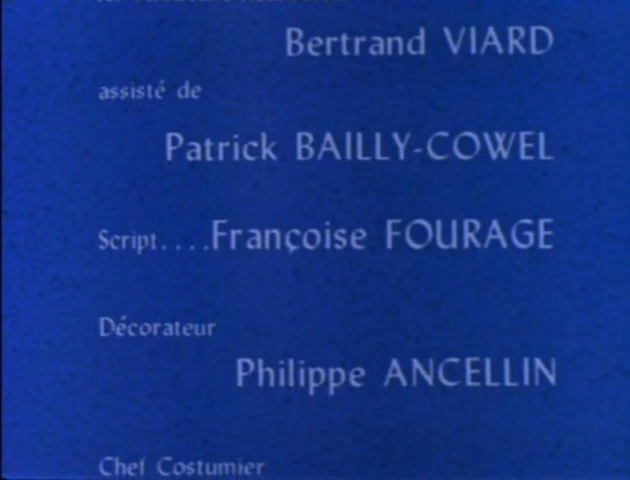 Bertrand VIARD
assisté de
Patrick BAILLY-COWEL
Script....Françoise FOURAGE
Décorateur
Philippe ANCELLIN
Chef Costumier